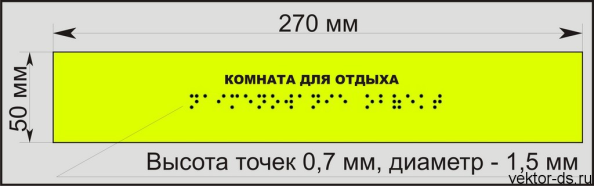 270 мм
50 мм
КОМНАТА ДЛЯ ОТДЫХА
⠝⠁⠊⠍⠑⠝⠕⠺⠁⠝⠊⠑ ⠕⠃⠷⠑⠅⠞
Высота точек 0,7 мм, диаметр - 1,5 мм
vektor-ds.ru